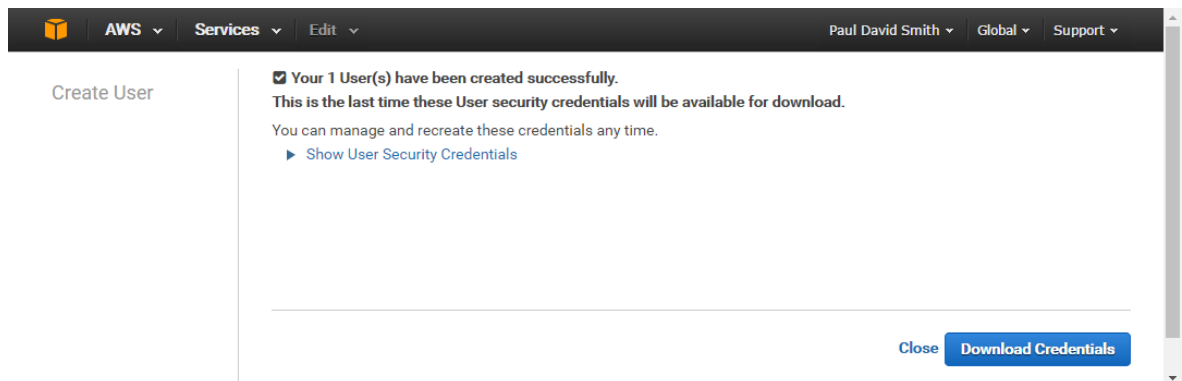 AWS Services Edit Paul David Smith Global Support
Create User
Your 1 User(s) have been created successfully.
This is the last time these User security credentials will be available for download.
You can manage and recreate these credentials any time.
Show User Security Credentials
Close Download Credentials